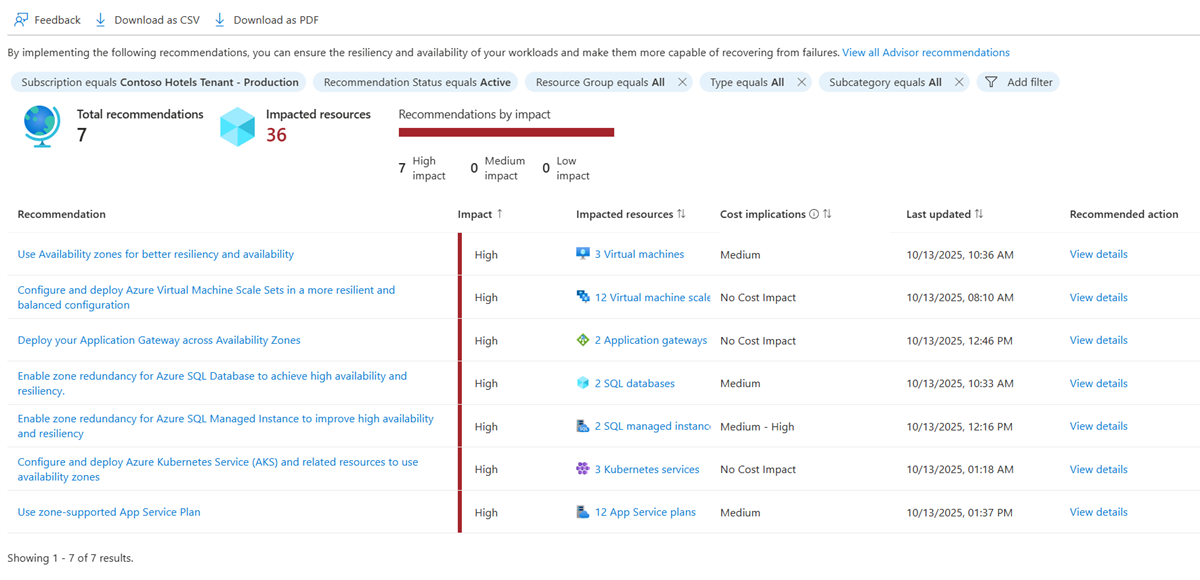 Feedback Download as CSV Download as PDF
By implementing the following recommendations, you can ensure the resiliency and availability of your workloads and make them more capable of recovering from failures. View all Advisor recommendations
Subscription equals Contoso Hotels Tenant - Production Recommendation Status equals Active Resource Group equals All Type equals All Subcategory equals All Add filter
Total recommendations
7
Impacted resources
36
Recommendations by impact
7 High impact
0 Medium impact
0 Low impact
Recommendation Impact ↑ Impacted resources ↑↓ Cost implications ↑↓ Last updated ↑↓ Recommended action
Use Availability zones for better resiliency and availability High 3 Virtual machines Medium 10/13/2025, 10:36 AM View details
Configure and deploy Azure Virtual Machine Scale Sets in a more resilient and
balanced configuration High 12 Virtual machine scale No Cost Impact 10/13/2025, 08:10 AM View details
Deploy your Application Gateway across Availability Zones High 2 Application gateways No Cost Impact 10/13/2025, 12:46 PM View details
Enable zone redundancy for Azure SQL Database to achieve high availability and
resiliency. High 2 SQL databases Medium 10/13/2025, 10:33 AM View details
Enable zone redundancy for Azure SQL Managed Instance to improve high availability
and resiliency High 2 SQL managed instanc Medium - High 10/13/2025, 12:16 PM View details
Configure and deploy Azure Kubernetes Service (AKS) and related resources to use
availability zones High 3 Kubernetes services No Cost Impact 10/13/2025, 01:18 AM View details
Use zone-supported App Service Plan High 12 App Service plans Medium 10/13/2025, 01:37 PM View details
Showing 1 - 7 of 7 results.